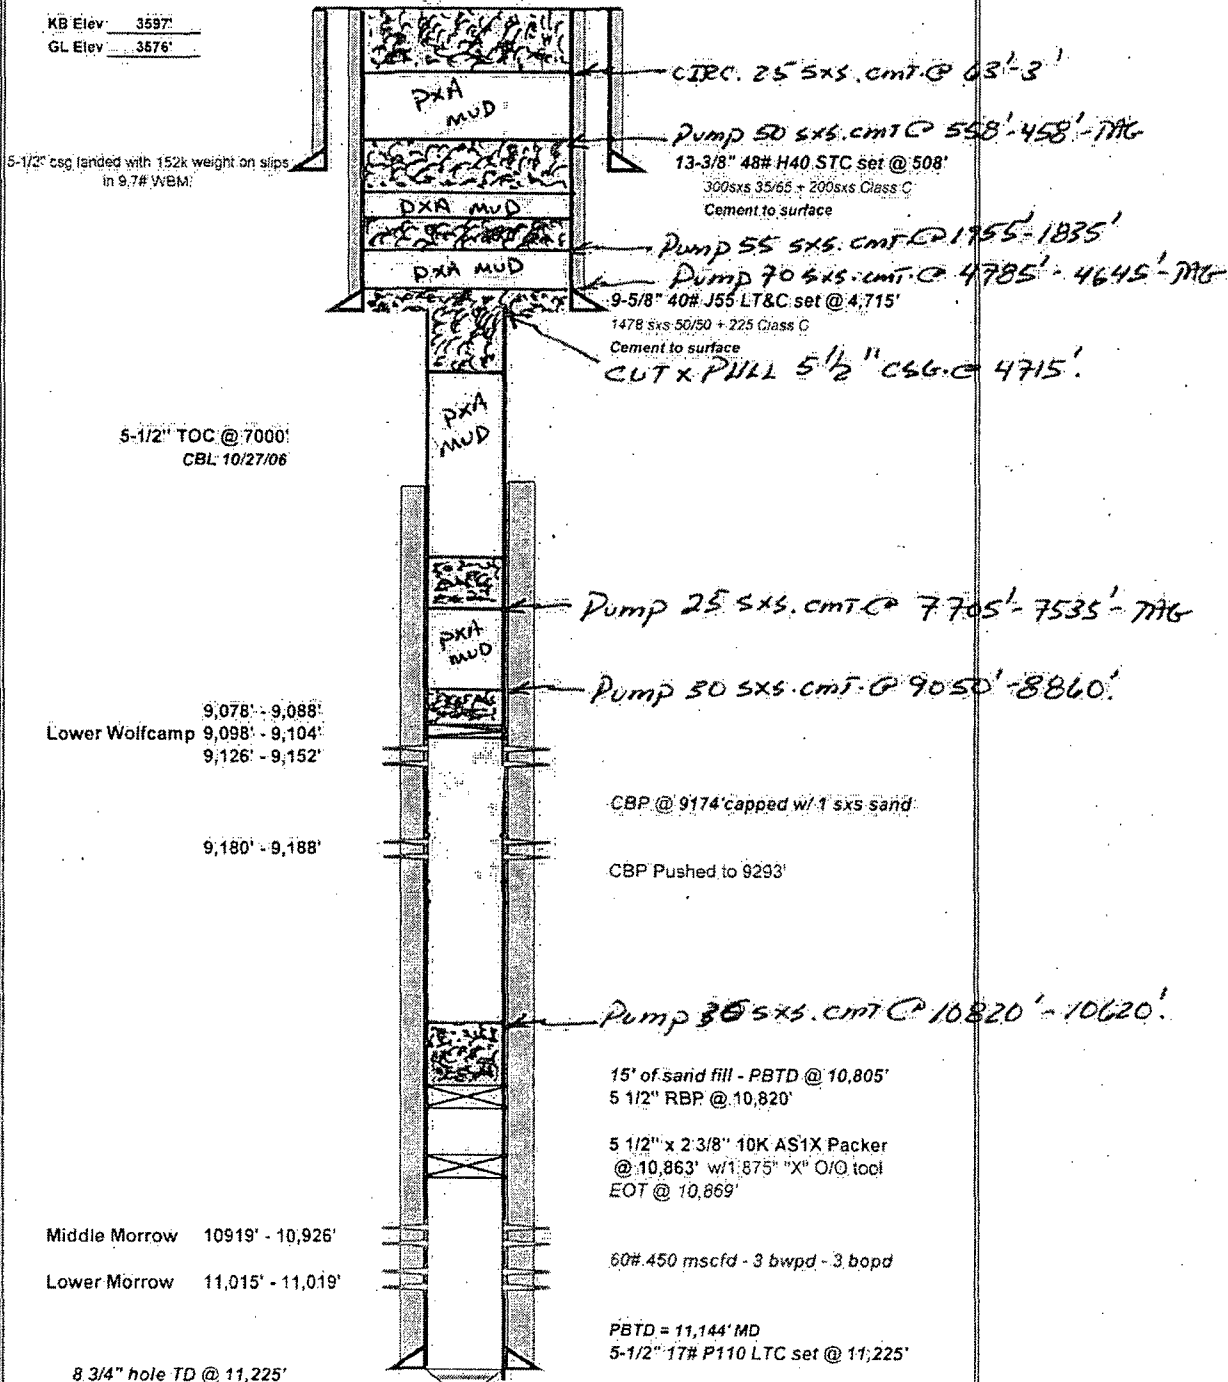 KB Elev 3597'
GL Elev 3576'
CIRC. 25 SXS. CMT @ 63'-3'
PXA MUD
Pump 50 SXS. CMT @ 558'-458'-TAG
5-1/2" csg landed with 152k weight on slips
in 9.7# WBM.
13-3/8" 48# H40 STC set @ 508'
300sxs 35/65 + 200sxs Class C
Cement to surface
PXA MUD
Pump 55 SXS. CMT @ 1955'-1835'
PXA MUD
Pump 70 SXS. CMT. @ 4785'-4645'-TAG
9-5/8" 40# J55 LT&C set @ 4,715'
1478 sxs 50/50 + 225 Class C
Cement to surface
CUT X PULL 5 1/2" CSG. @ 4715'.
PXA MUD
5-1/2" TOC @ 7000'
CBL 10/27/06
Pump 25 SXS. CMT @ 7705'-7535'-TAG
PXA MUD
Pump 30 SXS. CMT. @ 9050'-8860'.
9,078' - 9,088'
Lower Wolfcamp 9,098' - 9,104'
9,126' - 9,152'
CBP @ 9174' capped w/ 1 sxs sand
9,180' - 9,188'
CBP Pushed to 9293'
Pump SXS. CMT @ 10820'-10620'.
15' of sand fill - PBTD @ 10,805'
5 1/2" RBP @ 10,820'
5 1/2" x 2 3/8" 10K AS1X Packer
@ 10,863' w/1.875" "X" O/O tool
EOT @ 10,869'
Middle Morrow 10919' - 10,926'
60# 450 mscfd - 3 bwpd - 3 bopd
Lower Morrow 11,015' - 11,019'
PBTD = 11,144' MD
5-1/2" 17# P110 LTC set @ 11,225'
8 3/4" hole TD @ 11,225'